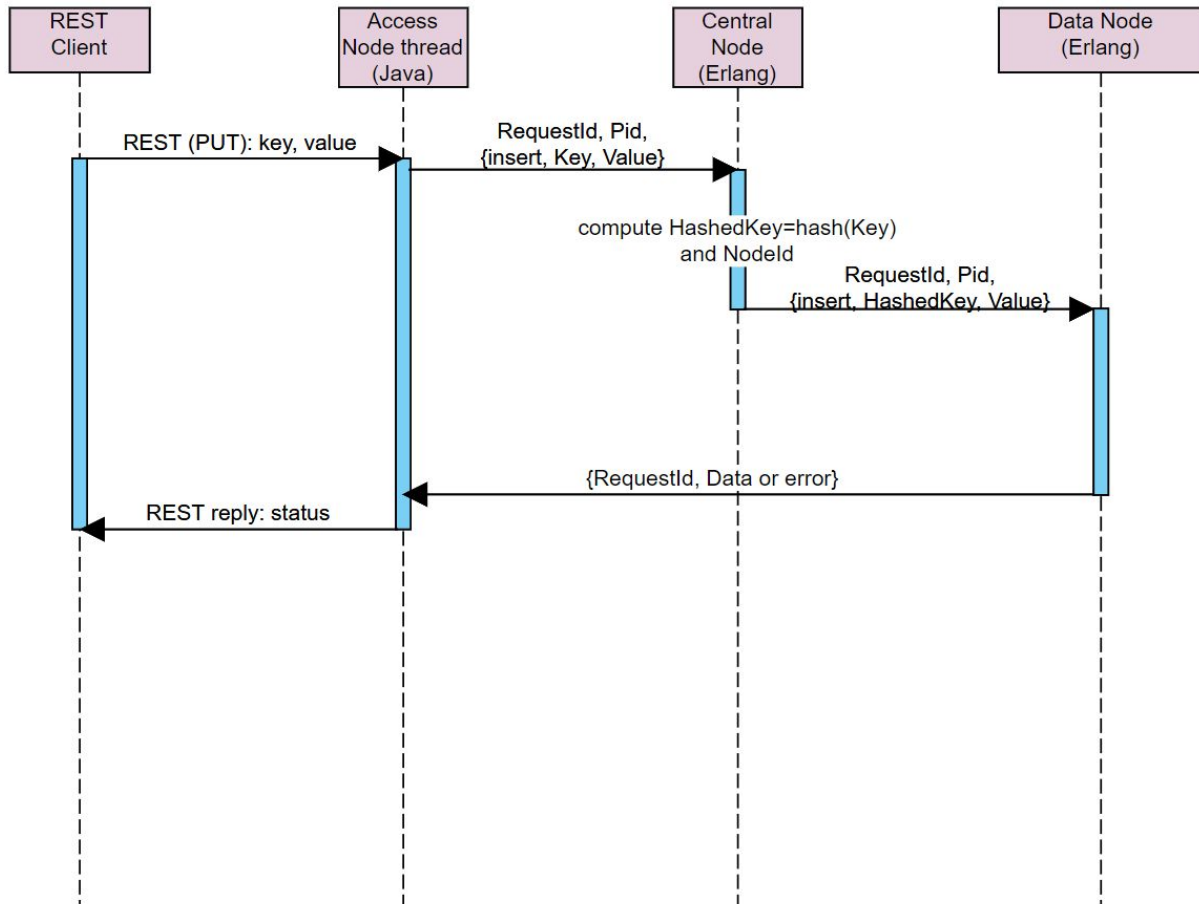 REST
Client
Access
Node thread
(Java)
Central
Node
(Erlang)
Data Node
(Erlang)
REST (PUT): key, value
RequestId, Pid,
{insert, Key, Value}
compute HashedKey=hash(Key)
and NodeId
RequestId, Pid,
{insert, HashedKey, Value}
{RequestId, Data or error}
REST reply: status